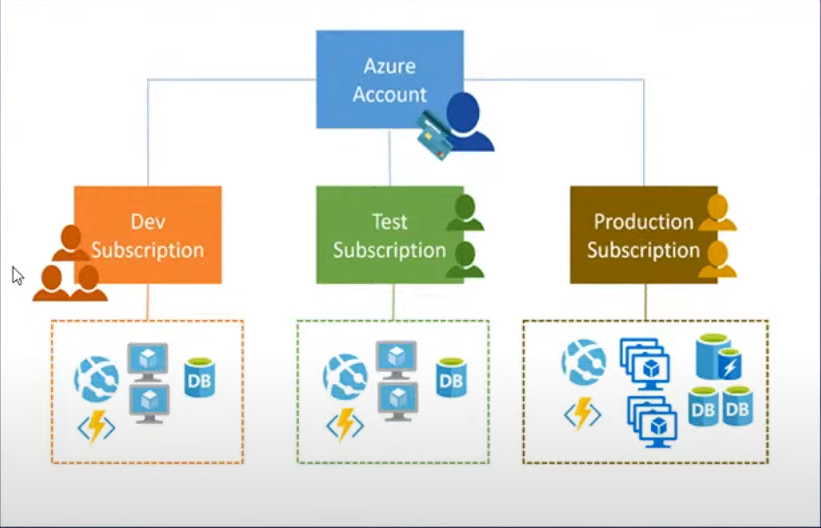 Azure
Account
Dev
Subscription
Test
Subscription
Production
Subscription
DB
DB
DB
DB